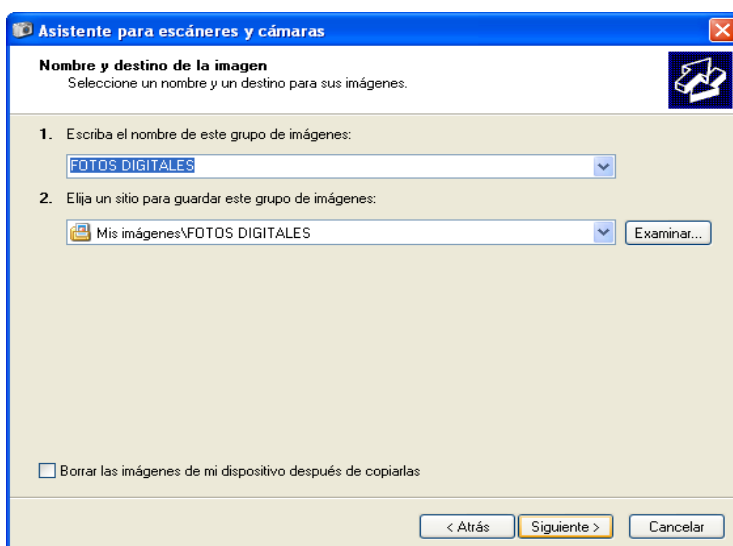 Asistente para escáneres y cámaras
Nombre y destino de la imagen
Seleccione un nombre y un destino para sus imágenes.
1. Escriba el nombre de este grupo de imágenes:
FOTOS DIGITALES
2. Elija un sitio para guardar este grupo de imágenes:
Mis imágenes\FOTOS DIGITALES Examinar...
Borrar las imágenes de mi dispositivo después de copiarlas
< Atrás Siguiente > Cancelar